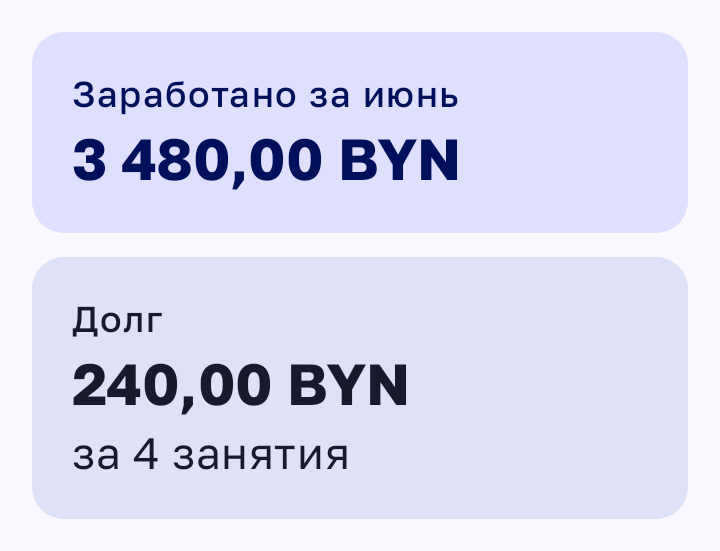 Заработано за июнь
3 480,00 BYN
Долг
240,00 BYN
за 4 занятия